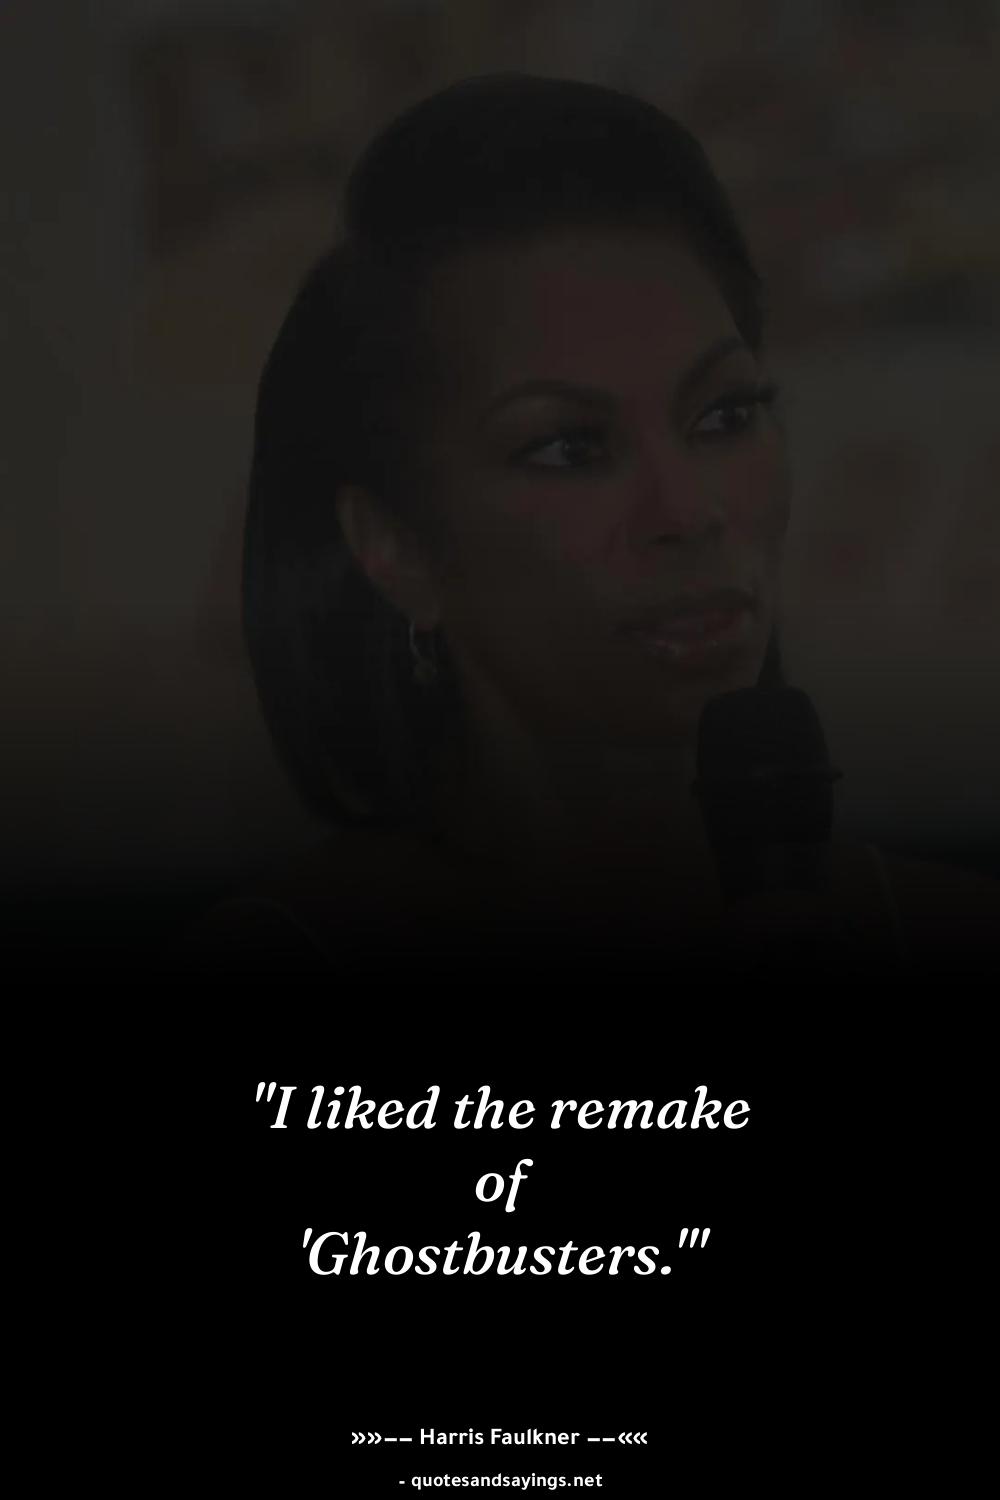 "I liked the remake
of
'Ghostbusters.'"
»»–– Harris Faulkner ––««
- quotesandsayings.net